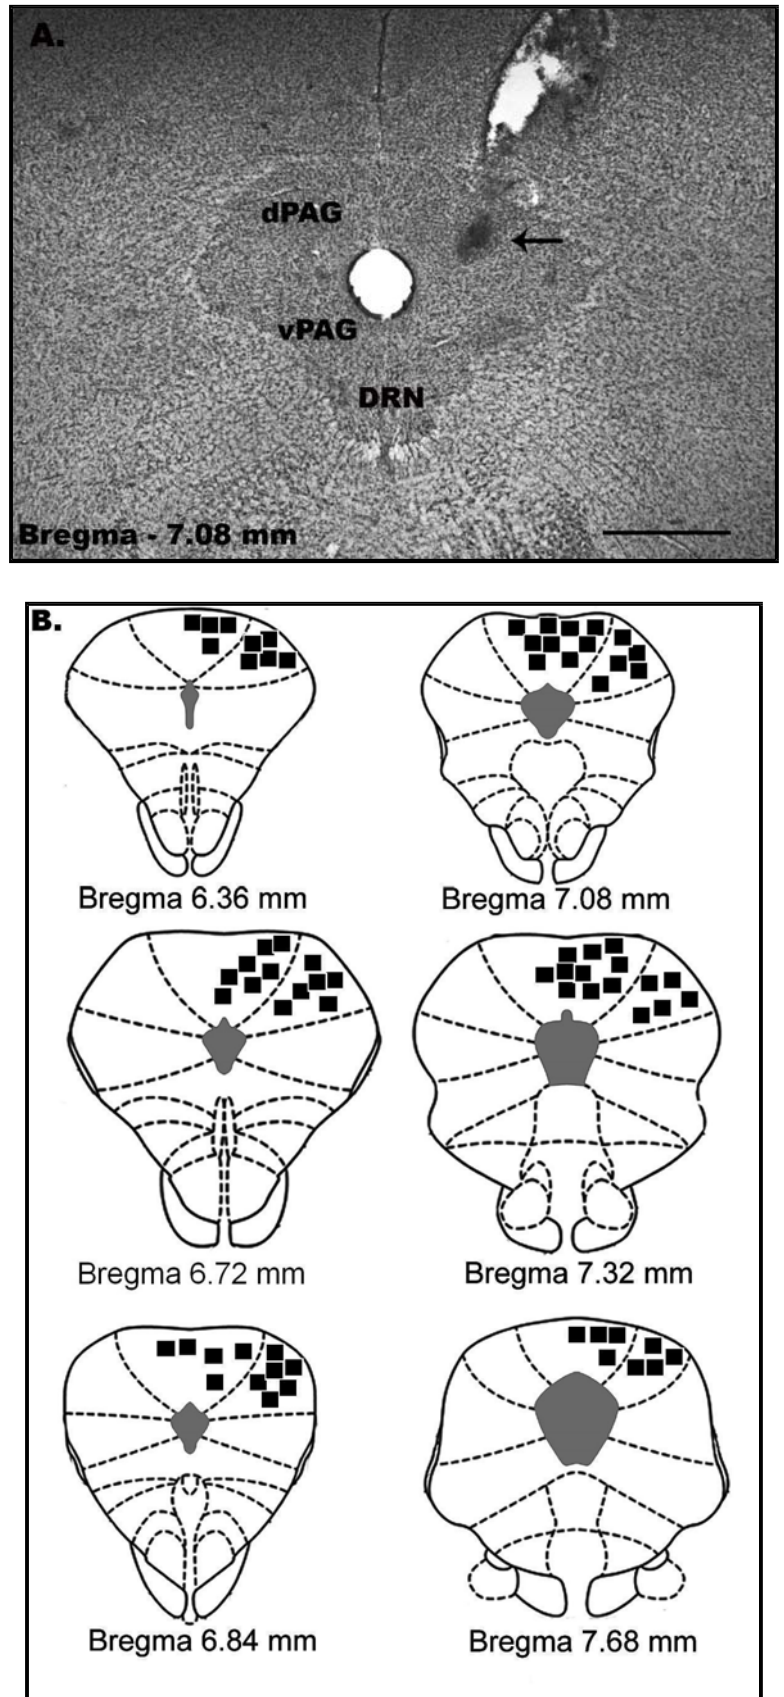 A.
dPAG
vPAG
DRN
Bregma - 7.08 mm
B.
Bregma 6.36 mm
Bregma 7.08 mm
Bregma 6.72 mm
Bregma 7.32 mm
Bregma 6.84 mm
Bregma 7.68 mm